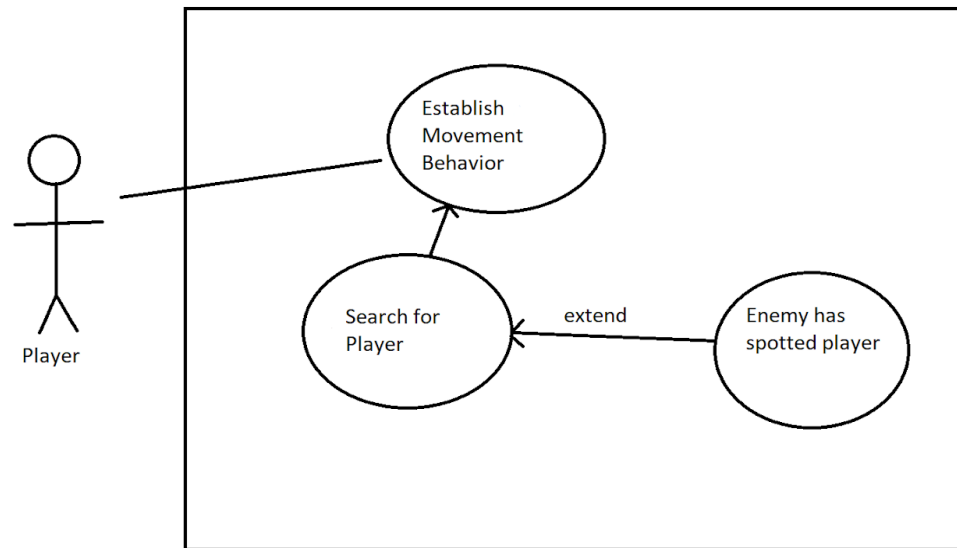 Establish
Movement
Behavior
Search for
Player
extend
Enemy has
spotted player
Player